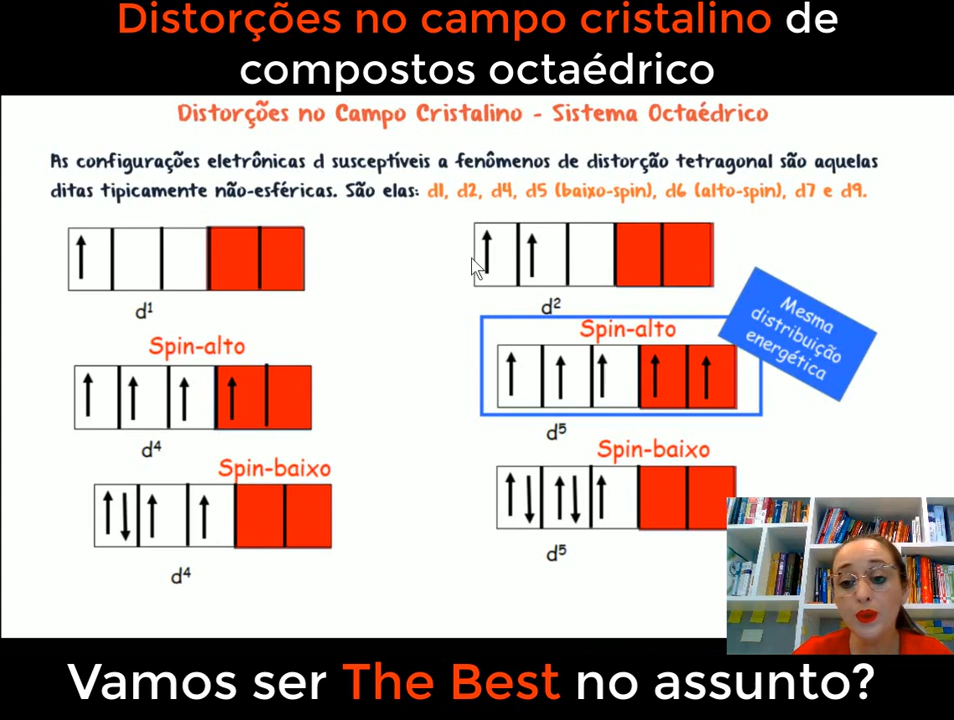 Distorções no campo cristalino de
compostos octaédrico
Distorções no Campo Cristalino - Sistema Octaédrico
As configurações eletrônicas d susceptíveis a fenômenos de distorção tetragonal são aquelas
ditas tipicamente não-esféricas. São elas: d1, d2, d4, d5 (baixo-spin), d6 (alto-spin), d7 e d9.
d¹
d²
Mesma
distribuição
energética
Spin-alto
d⁴
Spin-alto
d⁵
Spin-baixo
d⁴
Spin-baixo
d⁵
Vamos ser The Best no assunto?